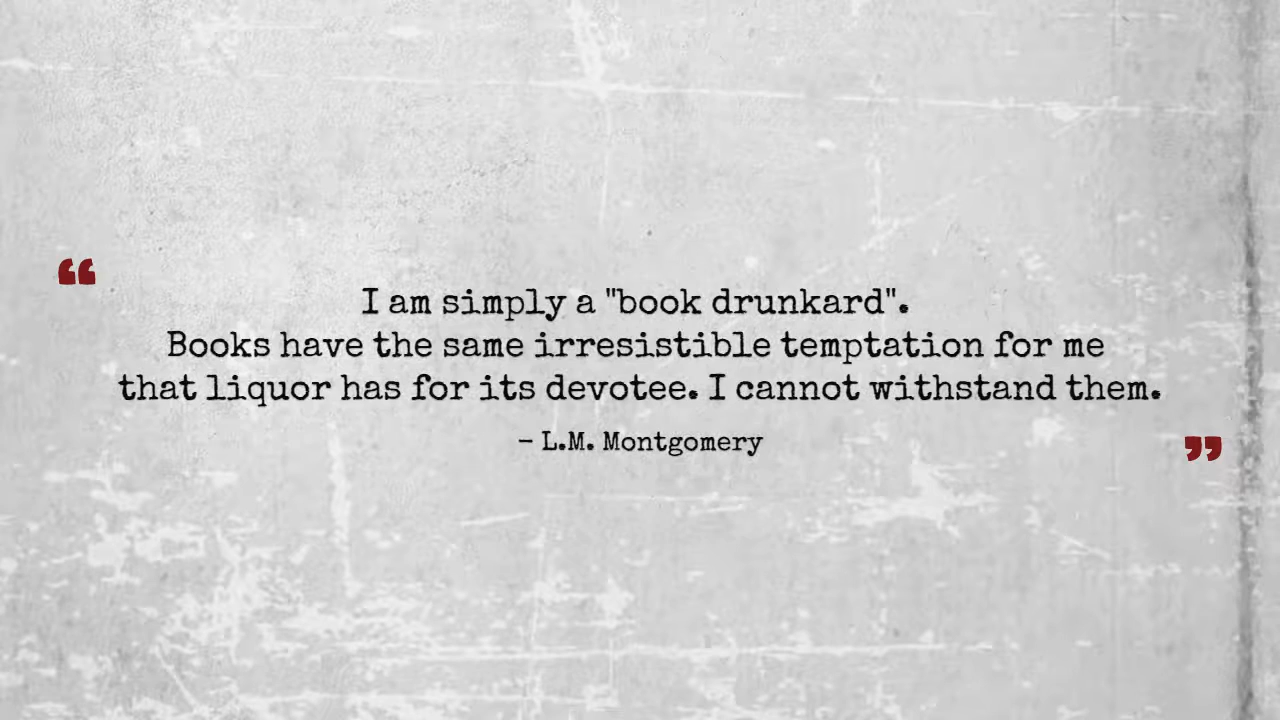 “
I am simply a "book drunkard".
Books have the same irresistible temptation for me
that liquor has for its devotee. I cannot withstand them.
– L.M. Montgomery
”